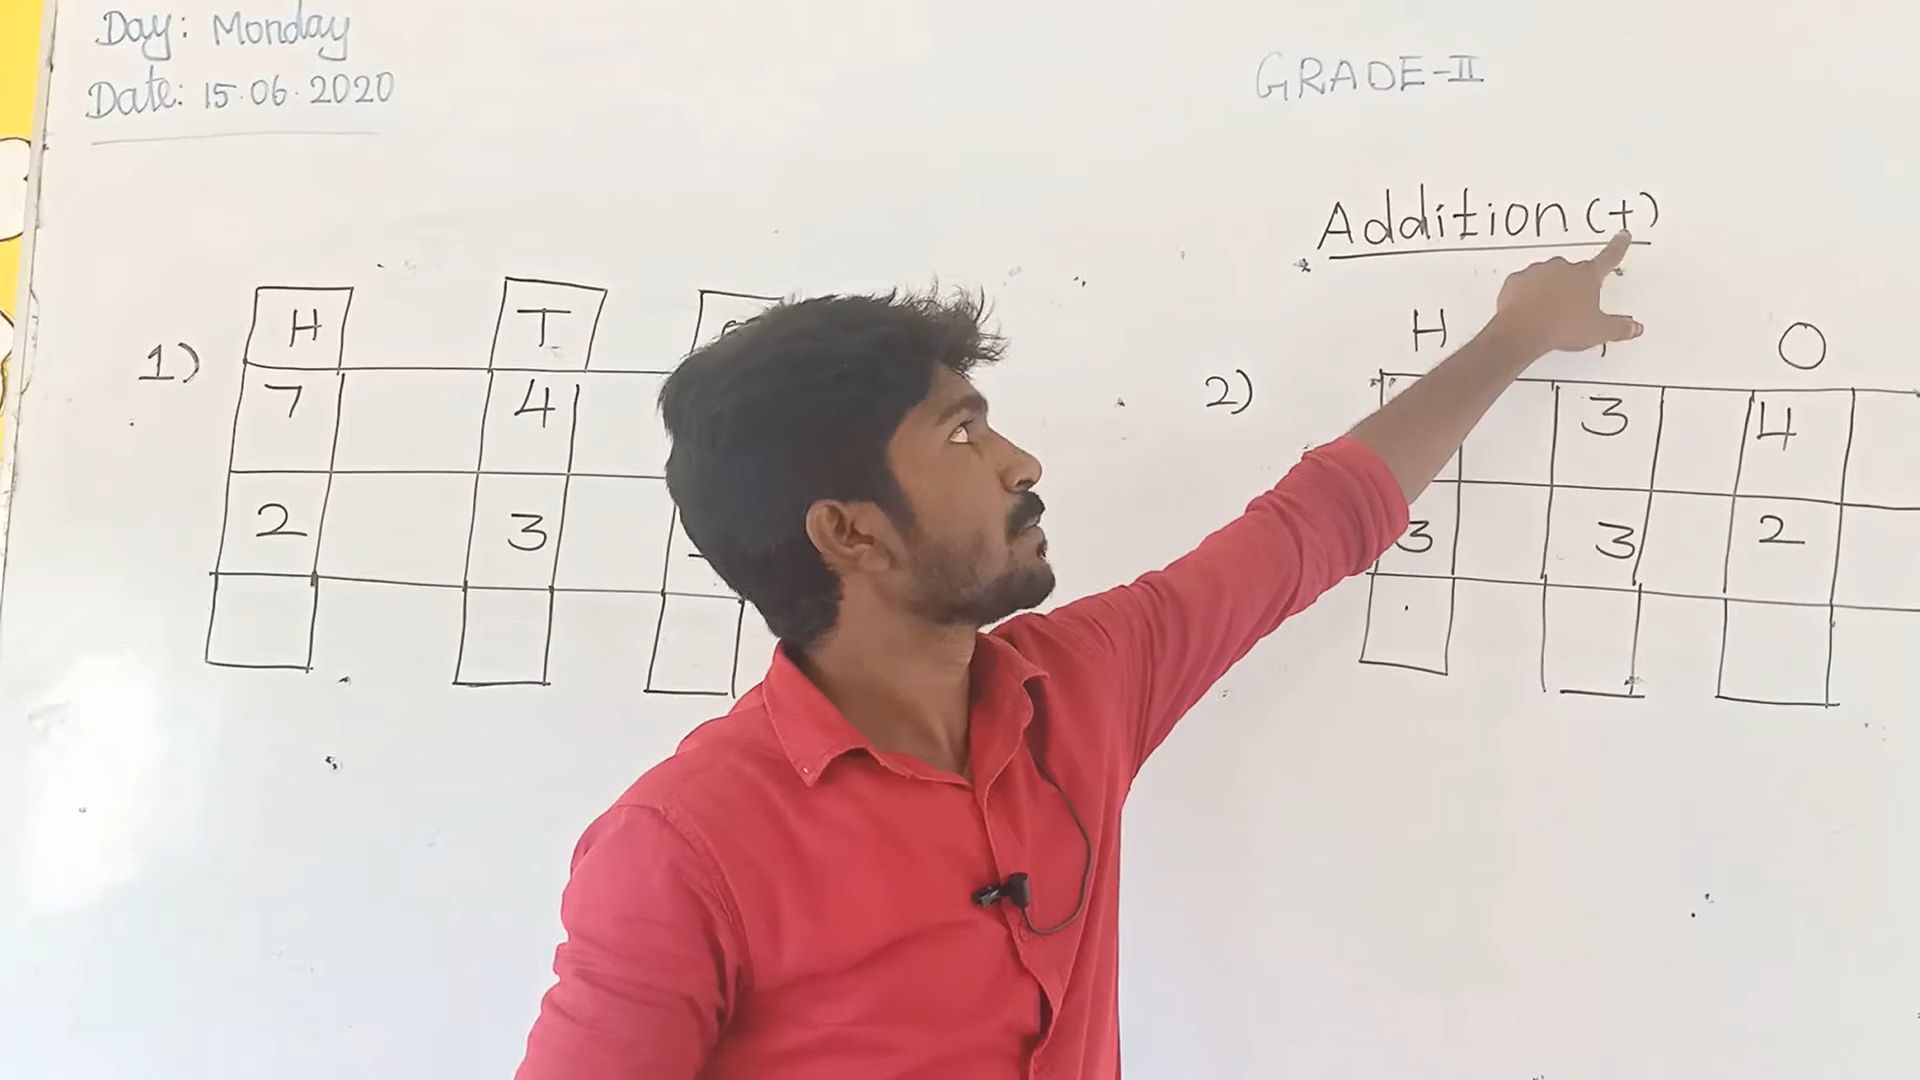 Day: Monday
Date: 15.06.2020
GRADE-II
Addition (+)
1)
H T
7 4
2 3
2)
H O
3 4
3 3 2